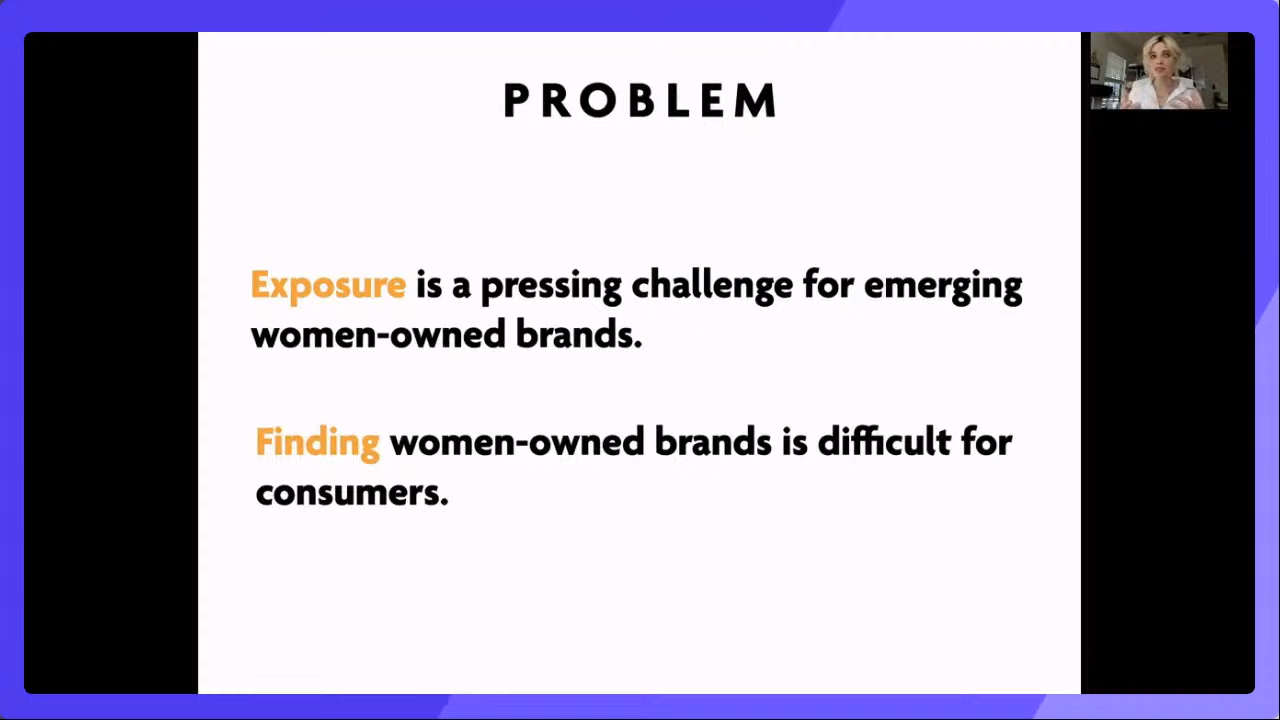 PROBLEM
Exposure is a pressing challenge for emerging
women-owned brands.
Finding women-owned brands is difficult for
consumers.